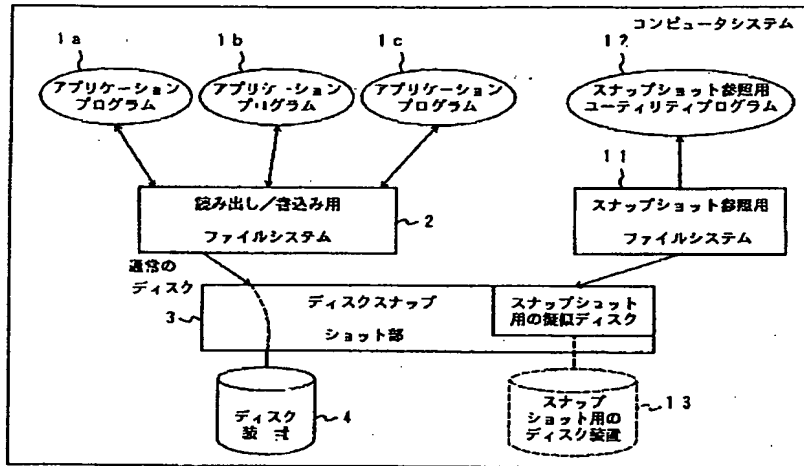 コンピュータシステム
1a
1b
1c
12
アプリケーション
プログラム
アプリケーション
プログラム
アプリケーション
プログラム
スナップショット参照用
ユーティリティプログラム
11
読み出し/書込み用
ファイルシステム
2
スナップショット参照用
ファイルシステム
通常の
ディスク
3
ディスクスナップ
ショット部
スナップショット
用の擬似ディスク
ディスク
装置
4
スナップ
ショット用の
ディスク装置
13